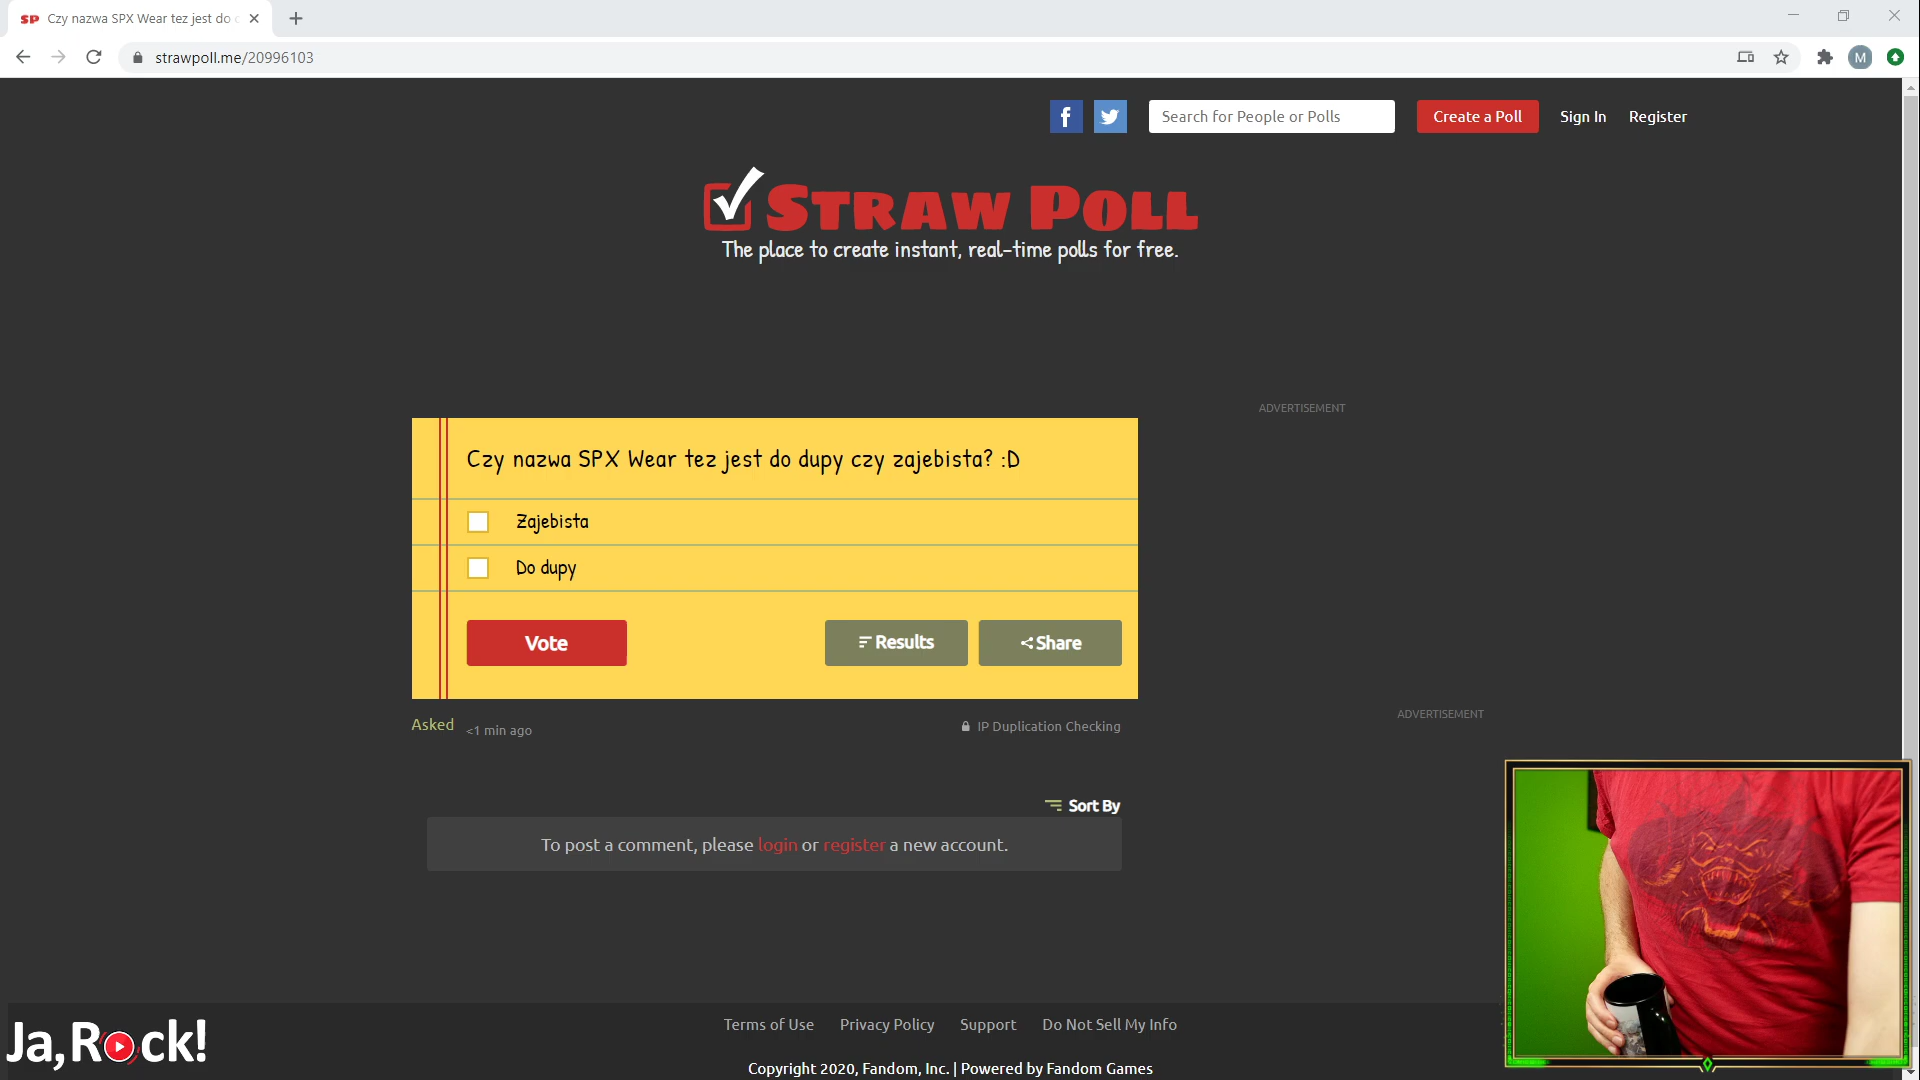 SP Czy nazwa SPX Wear tez jest do
strawpoll.me/20996103
M
f
Search for People or Polls
Create a Poll
Sign In
Register
STRAW POLL
The place to create instant, real-time polls for free.
ADVERTISEMENT
Czy nazwa SPX Wear tez jest do dupy czy zajebista? :D
Zajebista
Do dupy
Vote
Results
Share
Asked
<1 min ago
IP Duplication Checking
ADVERTISEMENT
Sort By
To post a comment, please login or register a new account.
Terms of Use
Privacy Policy
Support
Do Not Sell My Info
Ja,Rock!
Copyright 2020, Fandom, Inc. | Powered by Fandom Games